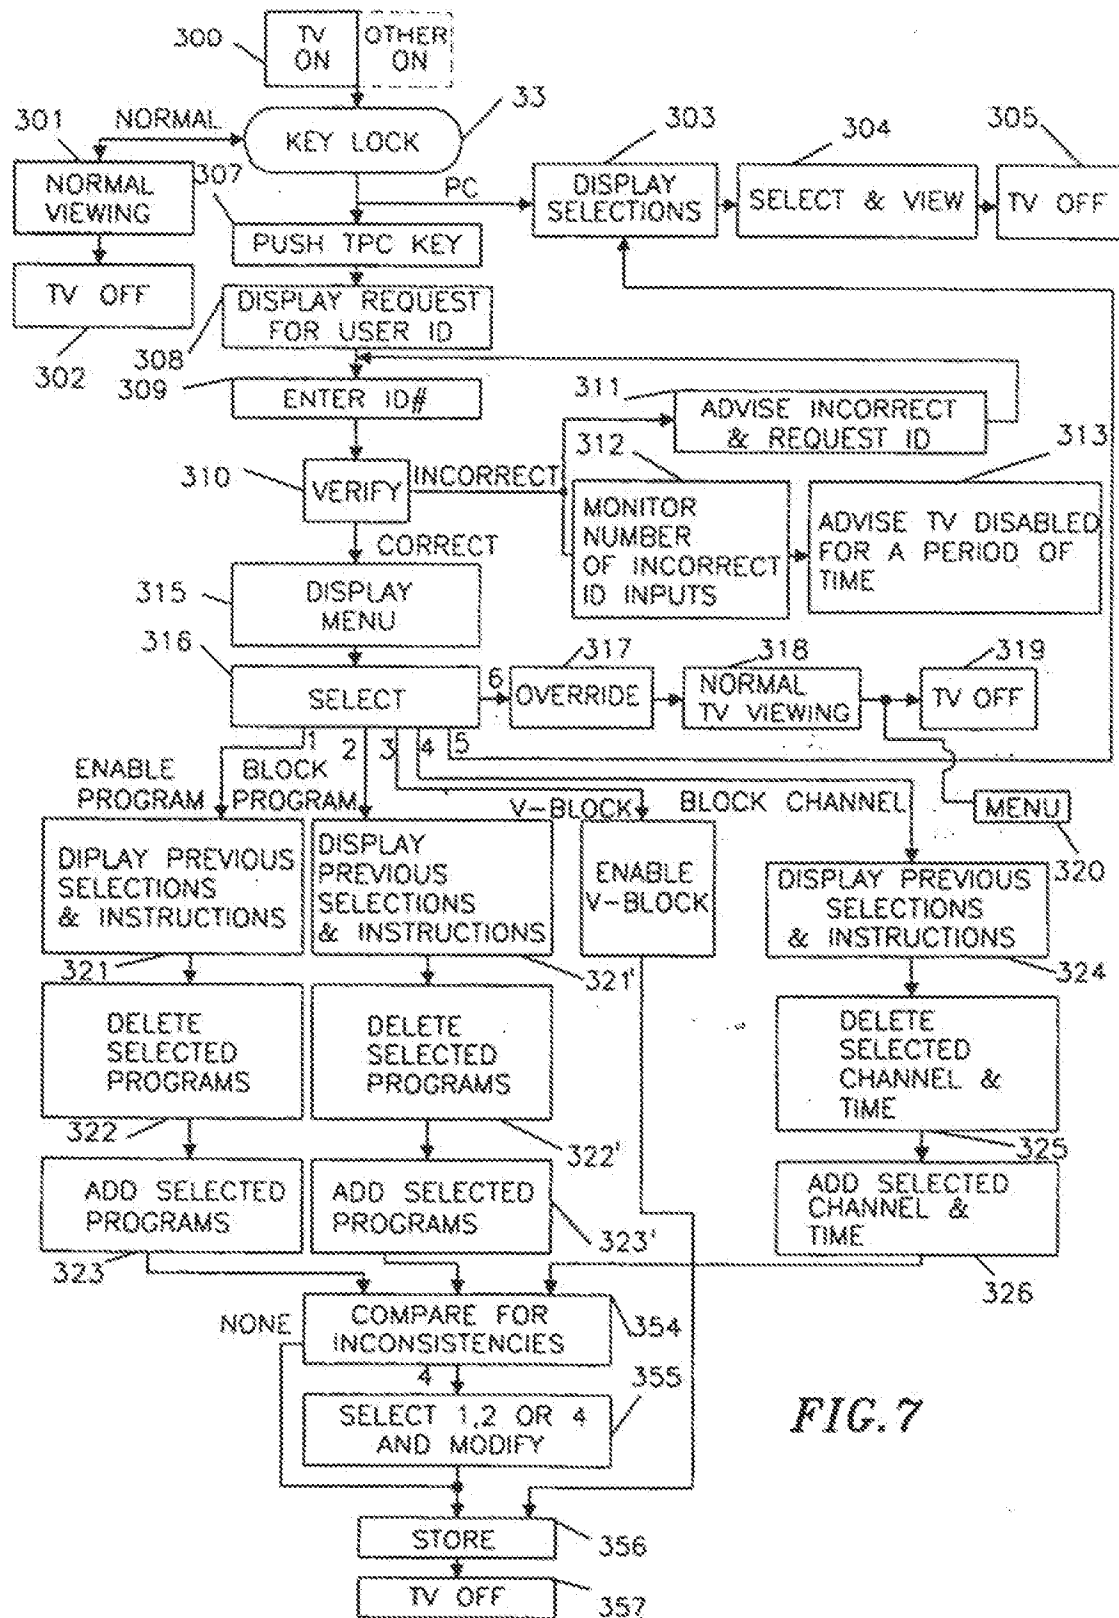 300
TV
ON
OTHER
ON
33
301
NORMAL
KEY LOCK
303
304
305
NORMAL
VIEWING
307
PC
DISPLAY
SELECTIONS
SELECT & VIEW
TV OFF
PUSH TPC KEY
TV OFF
302
DISPLAY REQUEST
FOR USER ID
308
309
ENTER ID#
311
ADVISE INCORRECT
& REQUEST ID
310
VERIFY
INCORRECT
312
313
MONITOR
NUMBER
OF INCORRECT
ID INPUTS
ADVISE TV DISABLED
FOR A PERIOD OF
TIME
CORRECT
315
DISPLAY
MENU
316
SELECT
6
317
OVERRIDE
318
NORMAL
TV VIEWING
319
TV OFF
1
2
3
4
5
ENABLE
PROGRAM
BLOCK
PROGRAM
V-BLOCK
BLOCK CHANNEL
MENU
320
DIPLAY PREVIOUS
SELECTIONS
& INSTRUCTIONS
DISPLAY
PREVIOUS
SELECTIONS
& INSTRUCTIONS
ENABLE
V-BLOCK
DISPLAY PREVIOUS
SELECTIONS
& INSTRUCTIONS
321
321'
324
DELETE
SELECTED
PROGRAMS
DELETE
SELECTED
PROGRAMS
DELETE
SELECTED
CHANNEL &
TIME
322
322'
325
ADD SELECTED
PROGRAMS
ADD SELECTED
PROGRAMS
ADD SELECTED
CHANNEL &
TIME
323
323'
326
NONE
COMPARE FOR
INCONSISTENCIES
354
4
355
SELECT 1,2 OR 4
AND MODIFY
FIG. 7
STORE
356
TV OFF
357